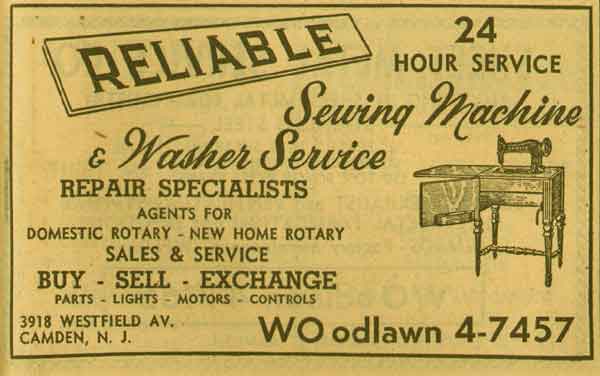 RELIABLE
24
HOUR SERVICE
Sewing Machine
& Washer Service
REPAIR SPECIALISTS
AGENTS FOR
DOMESTIC ROTARY - NEW HOME ROTARY
SALES & SERVICE
BUY - SELL - EXCHANGE
PARTS - LIGHTS - MOTORS - CONTROLS
3918 WESTFIELD AV.
CAMDEN, N. J.
WO odlawn 4-7457